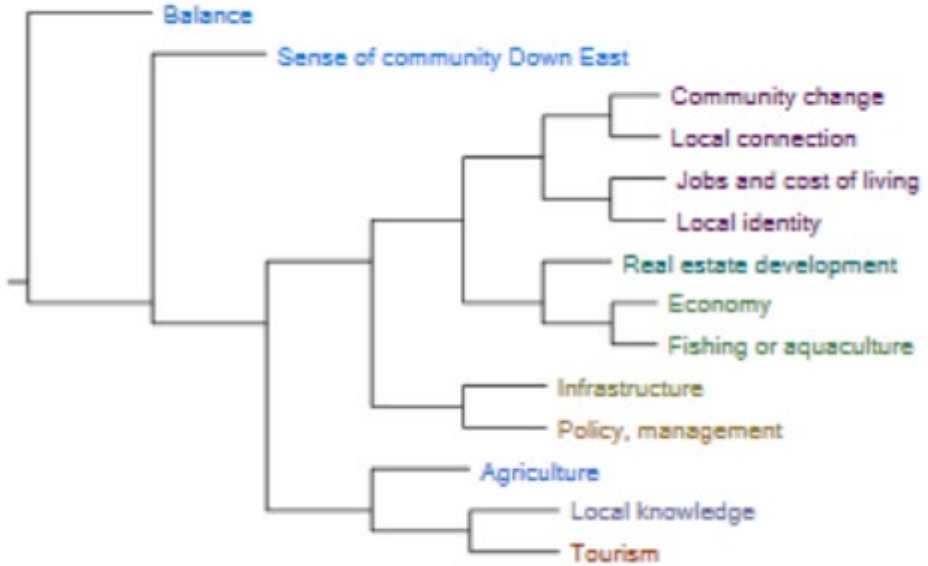 Balance
Sense of community Down East
Community change
Local connection
Jobs and cost of living
Local identity
Real estate development
Economy
Fishing or aquaculture
Infrastructure
Policy, management
Agriculture
Local knowledge
Tourism